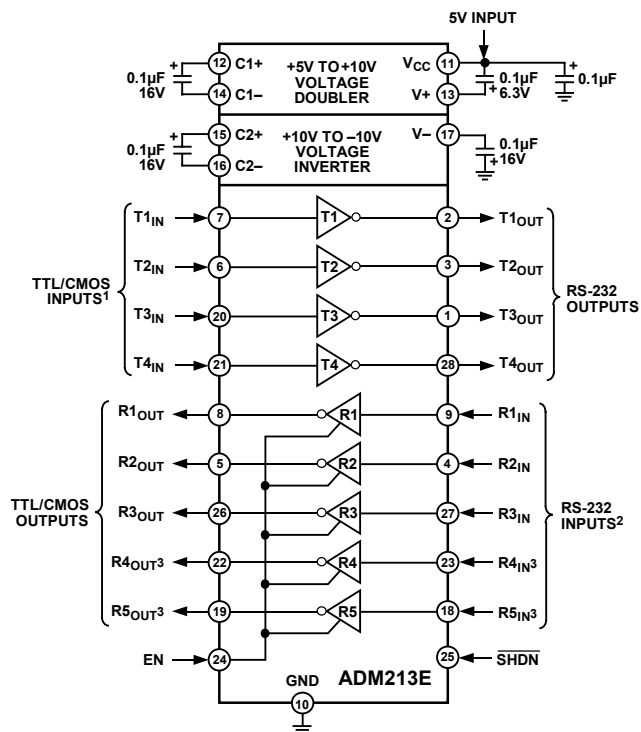 5V INPUT
12 C1+ +5V TO +10V VCC 11
0.1µF + VOLTAGE 0.1µF + 0.1µF
16V 14 C1– DOUBLER V+ 13 + 6.3V
15 C2+ +10V TO –10V V– 17
0.1µF + VOLTAGE 0.1µF
16V 16 C2– INVERTER + 16V
T1IN 7 T1 2 T1OUT
T2IN 6 T2 3 T2OUT
TTL/CMOS INPUTS1
RS-232 OUTPUTS
T3IN 20 T3 1 T3OUT
T4IN 21 T4 28 T4OUT
R1OUT 8 R1 9 R1IN
R2OUT 5 R2 4 R2IN
TTL/CMOS OUTPUTS
RS-232 INPUTS2
R3OUT 26 R3 27 R3IN
R4OUT3 22 R4 23 R4IN3
R5OUT3 19 R5 18 R5IN3
EN 24 25 SHDN
GND ADM213E
10